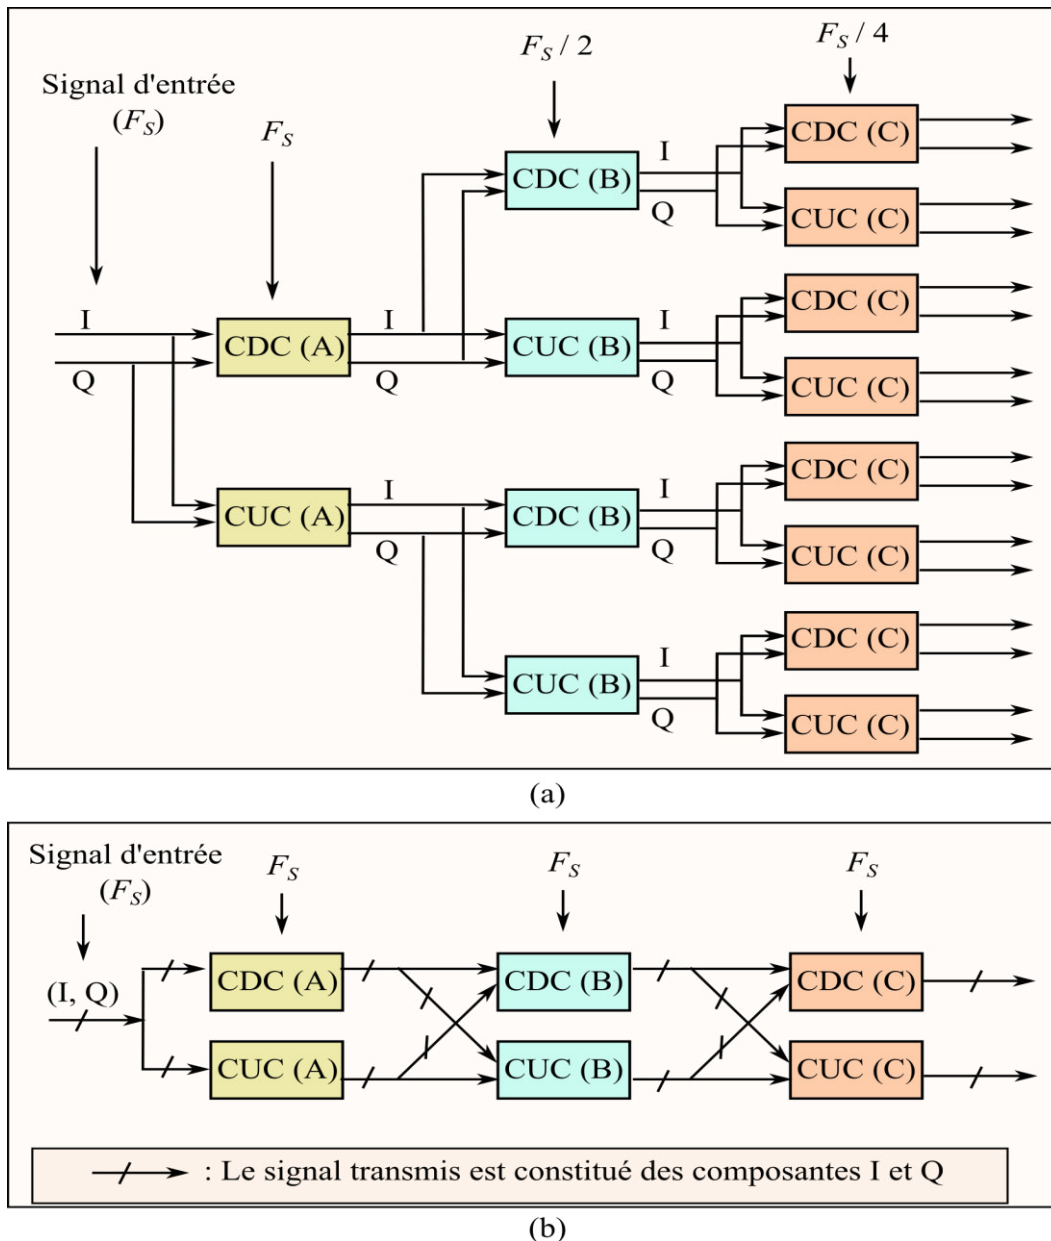 F_S / 2
F_S / 4
Signal d'entrée
(F_S)
F_S
CDC (A)
CUC (A)
I
Q
I
Q
I
Q
CDC (B)
CUC (B)
CDC (B)
CUC (B)
I
Q
I
Q
I
Q
I
Q
CDC (C)
CUC (C)
CDC (C)
CUC (C)
CDC (C)
CUC (C)
CDC (C)
CUC (C)
(a)
Signal d'entrée
(F_S)
F_S
F_S
F_S
(I, Q)
CDC (A)
CDC (B)
CDC (C)
CUC (A)
CUC (B)
CUC (C)
: Le signal transmis est constitué des composantes I et Q
(b)